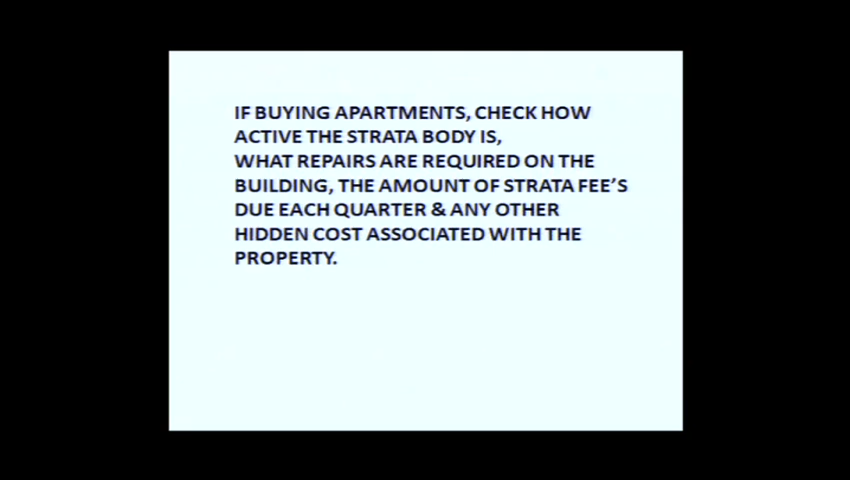 IF BUYING APARTMENTS, CHECK HOW
ACTIVE THE STRATA BODY IS,
WHAT REPAIRS ARE REQUIRED ON THE
BUILDING, THE AMOUNT OF STRATA FEE'S
DUE EACH QUARTER & ANY OTHER
HIDDEN COST ASSOCIATED WITH THE
PROPERTY.